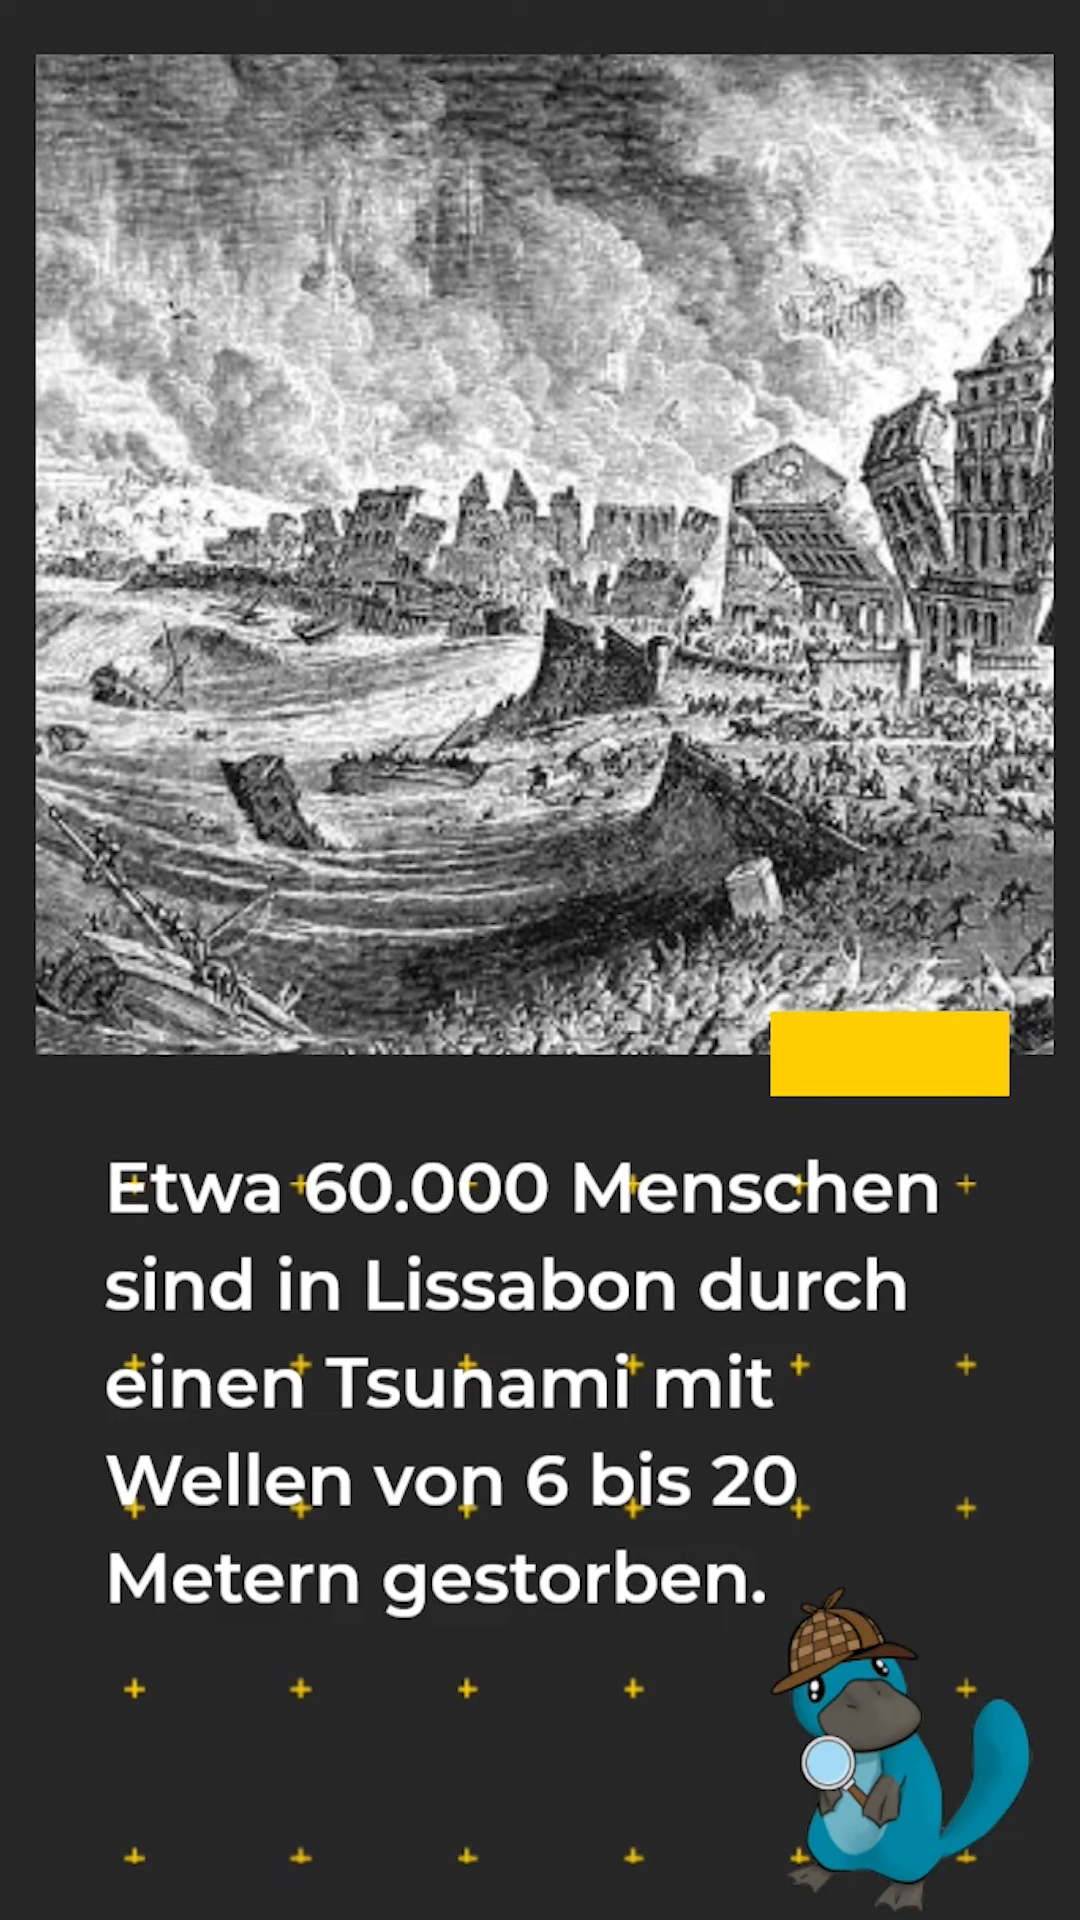 Etwa 60.000 Menschen
sind in Lissabon durch
einen Tsunami mit
Wellen von 6 bis 20
Metern gestorben.